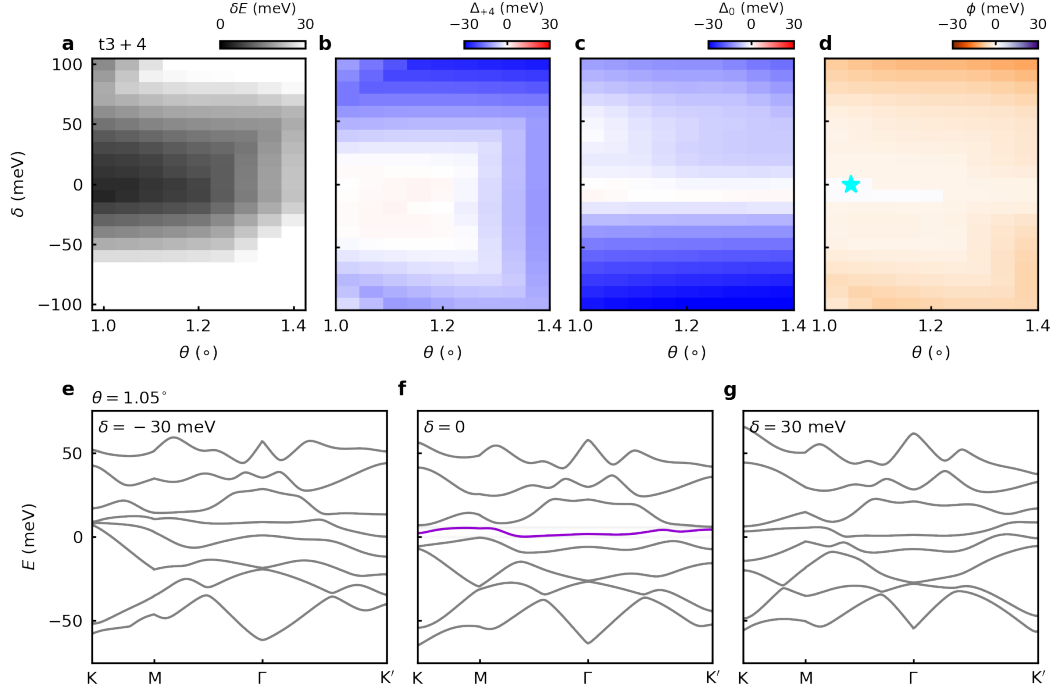 δE (meV)
0 30
Δ+4 (meV)
−30 0 30
Δ0 (meV)
−30 0 30
ϕ (meV)
−30 0 30
a t3 + 4
b
c
d
100
50
0
−50
−100
δ (meV)
1.0 1.2 1.4
θ (∘)
1.0 1.2 1.4
θ (∘)
1.0 1.2 1.4
θ (∘)
1.0 1.2 1.4
θ (∘)
e
θ = 1.05°
f
g
δ = − 30 meV
δ = 0
δ = 30 meV
50
0
−50
E (meV)
K M Γ K′
K M Γ K′
K M Γ K′